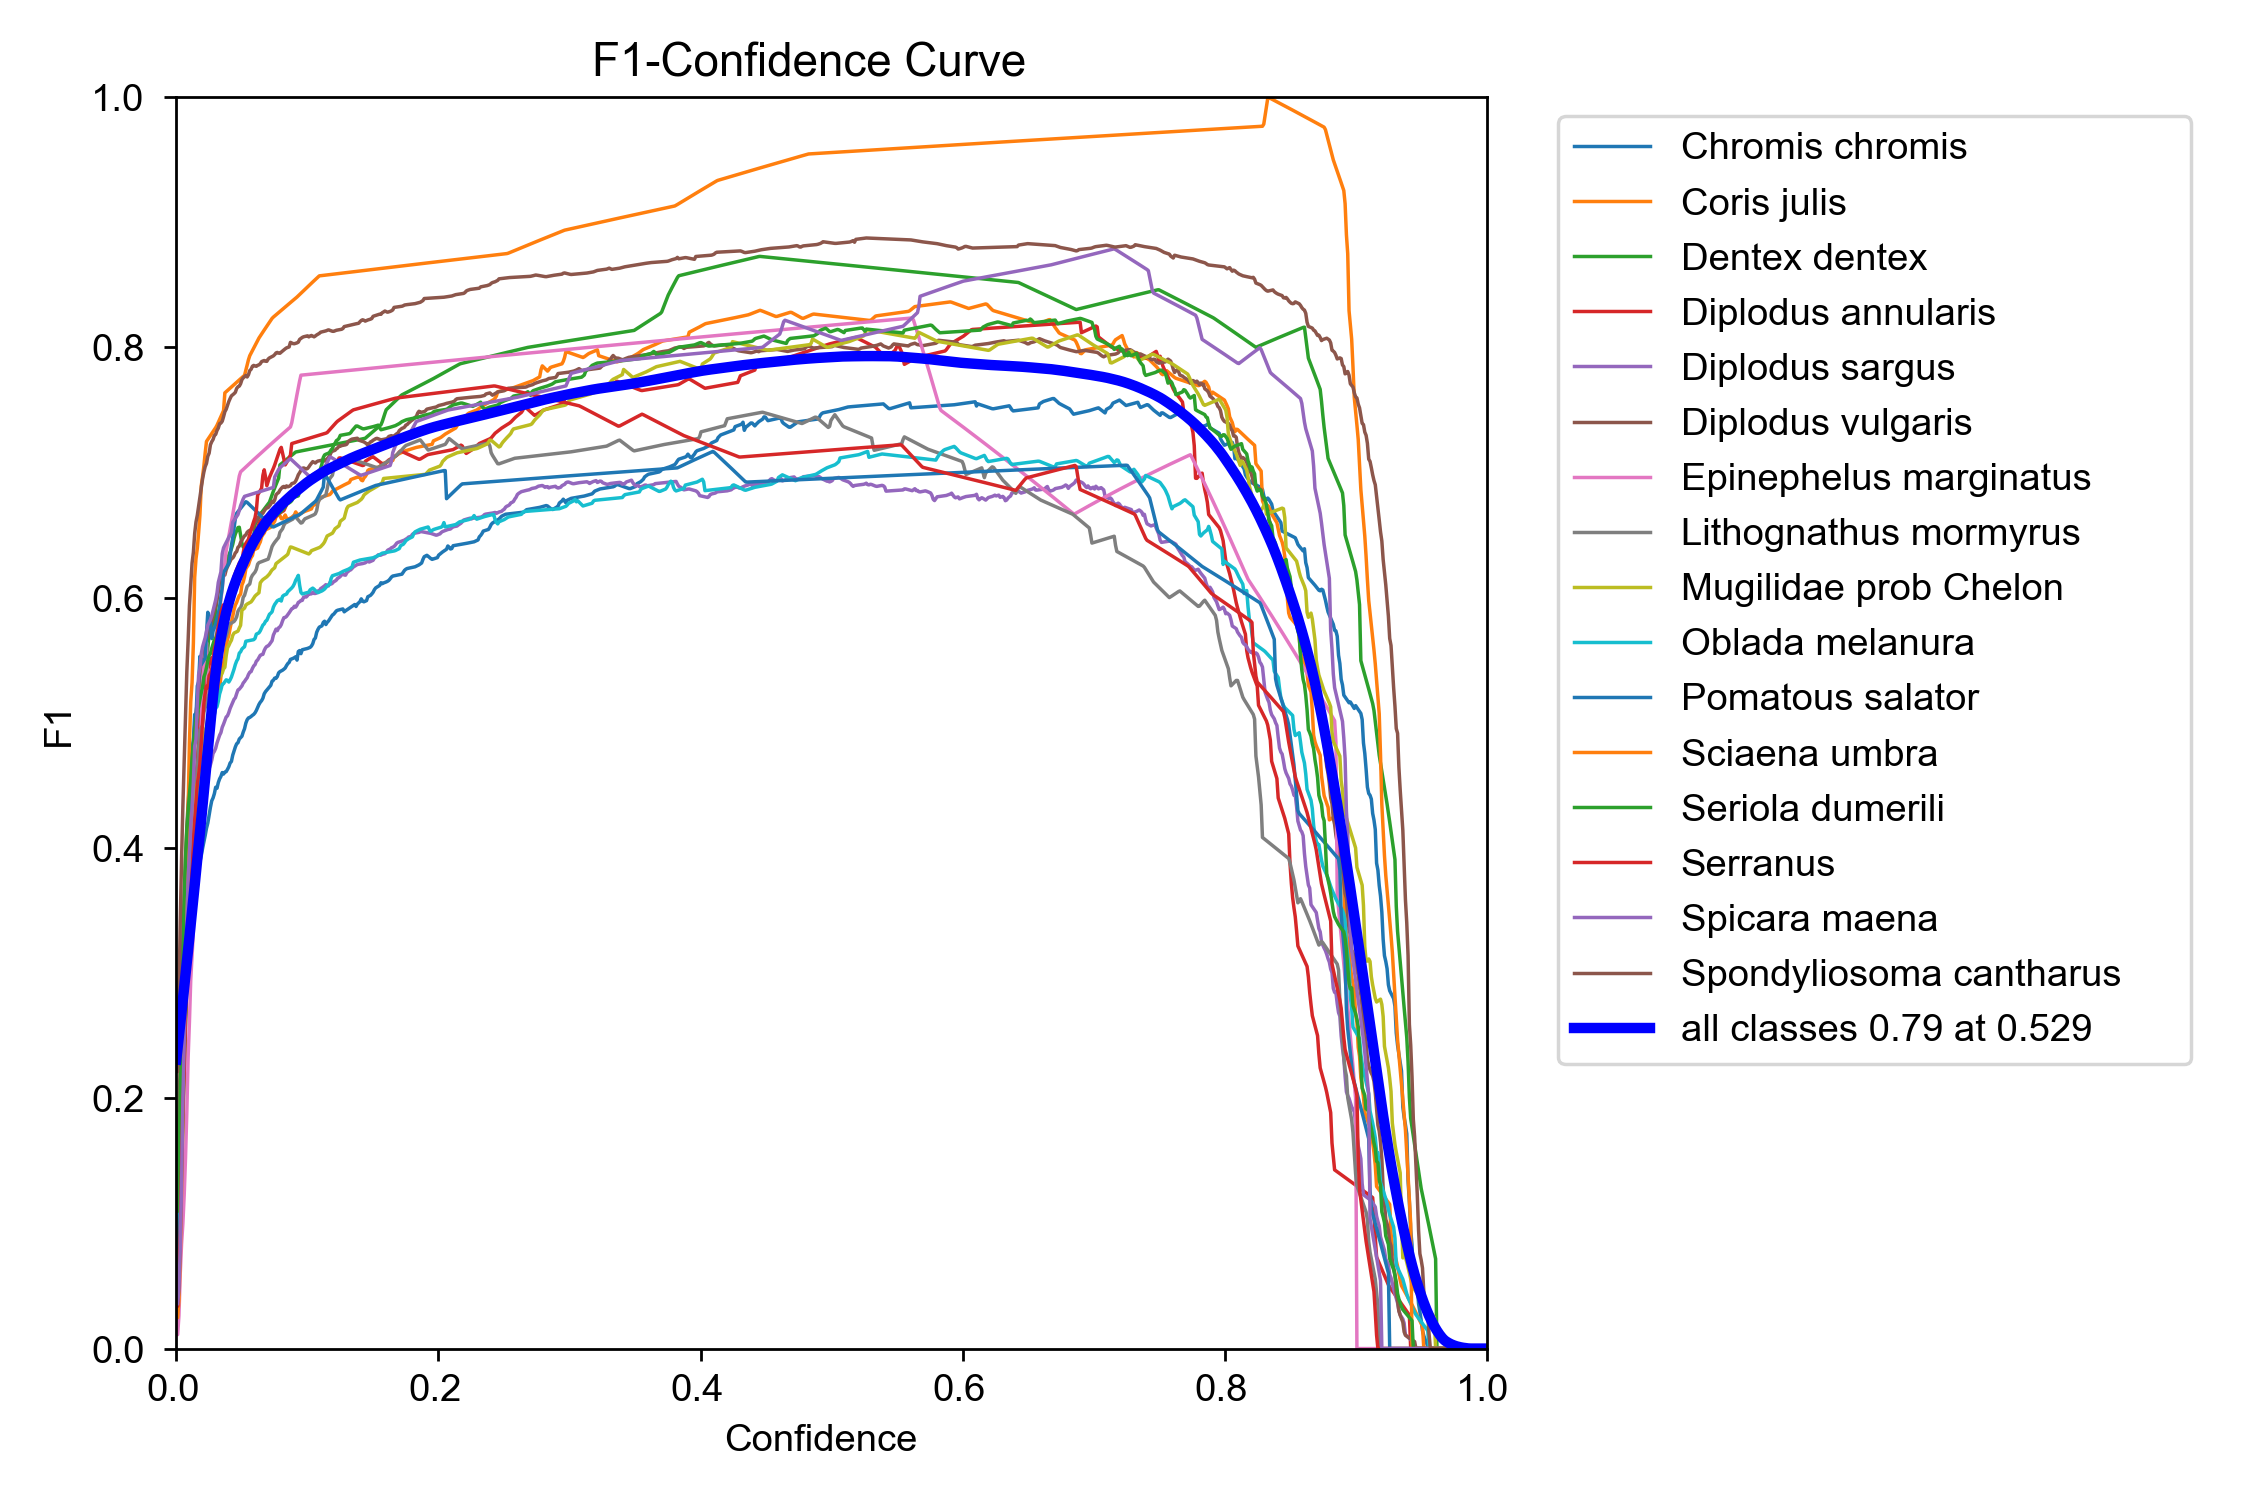 F1-Confidence Curve
1.0
0.8
0.6
0.4
0.2
0.0
F1
0.0 0.2 0.4 0.6 0.8 1.0
Confidence
Chromis chromis
Coris julis
Dentex dentex
Diplodus annularis
Diplodus sargus
Diplodus vulgaris
Epinephelus marginatus
Lithognathus mormyrus
Mugilidae prob Chelon
Oblada melanura
Pomatous salator
Sciaena umbra
Seriola dumerili
Serranus
Spicara maena
Spondyliosoma cantharus
all classes 0.79 at 0.529